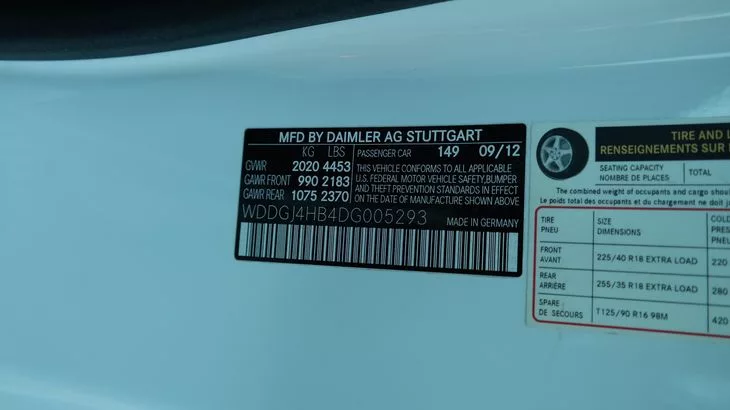 MFD BY DAIMLER AG STUTTGART
KG LBS
GVWR 2020 4453
GAWR FRONT 990 2183
GAWR REAR 1075 2370
PASSENGER CAR 149 09/12
THIS VEHICLE CONFORMS TO ALL APPLICABLE
U.S. FEDERAL MOTOR VEHICLE SAFETY,BUMPER,
AND THEFT PREVENTION STANDARDS IN EFFECT
ON THE DATE OF MANUFACTURE SHOWN ABOVE
WDDGJ4HB4DG005293
MADE IN GERMANY
TIRE AND
RENSEIGNEMENTS SUR
SEATING CAPACITY
NOMBRE DE PLACES
TOTAL
The combined weight of occupants and cargo
Le poids total des occupants et du chargement ne doit
TIRE
PNEU
SIZE
DIMENSIONS
FRONT
AVANT
225/40 R18 EXTRA LOAD
220
REAR
ARRIÈRE
255/35 R18 EXTRA LOAD
280
SPARE
DE SECOURS
T125/90 R16 98M
420